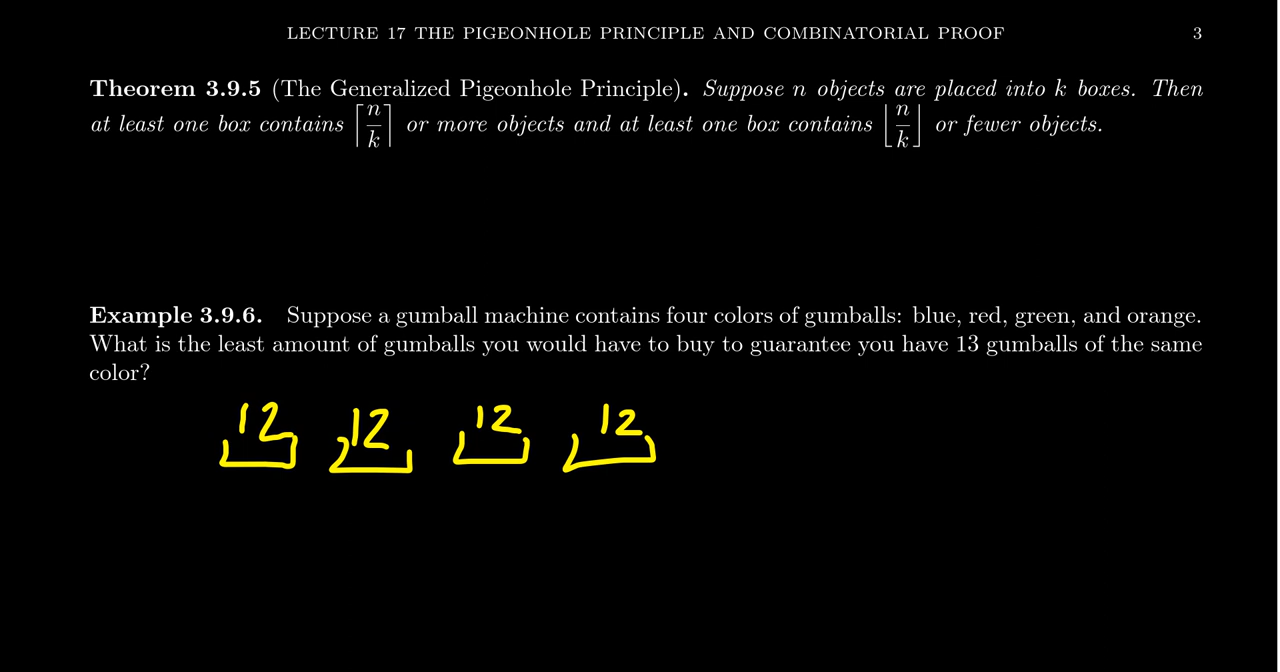 LECTURE 17 THE PIGEONHOLE PRINCIPLE AND COMBINATORIAL PROOF 3
Theorem 3.9.5 (The Generalized Pigeonhole Principle). Suppose n objects are placed into k boxes. Then
at least one box contains ⌈n/k⌉ or more objects and at least one box contains ⌊n/k⌋ or fewer objects.
Example 3.9.6. Suppose a gumball machine contains four colors of gumballs: blue, red, green, and orange.
What is the least amount of gumballs you would have to buy to guarantee you have 13 gumballs of the same
color?
12 12 12 12